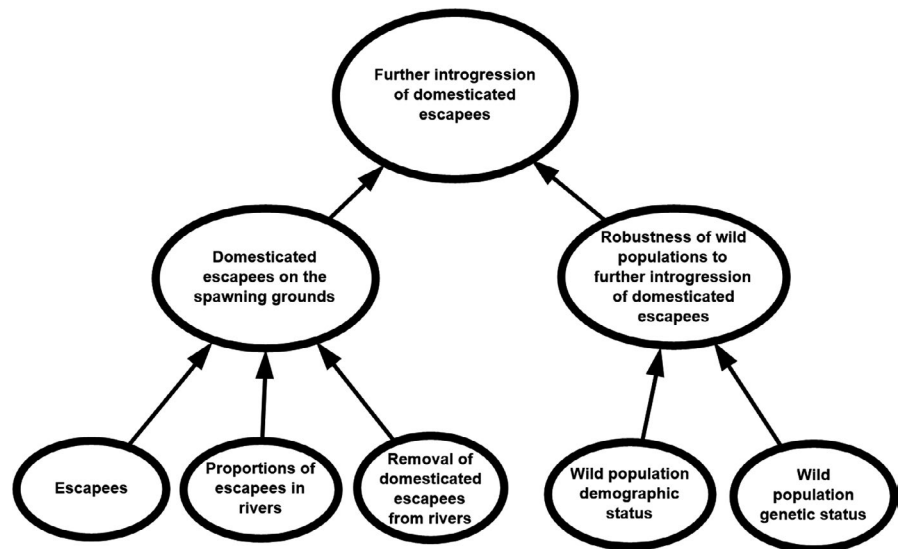 Further introgression
of domesticated
escapees
Domesticated
escapees on the
spawning grounds
Robustness of wild
populations to
further introgression
of domesticated
escapees
Escapees
Proportions of
escapees in
rivers
Removal of
domesticated
escapees
from rivers
Wild population
demographic
status
Wild
population
genetic status